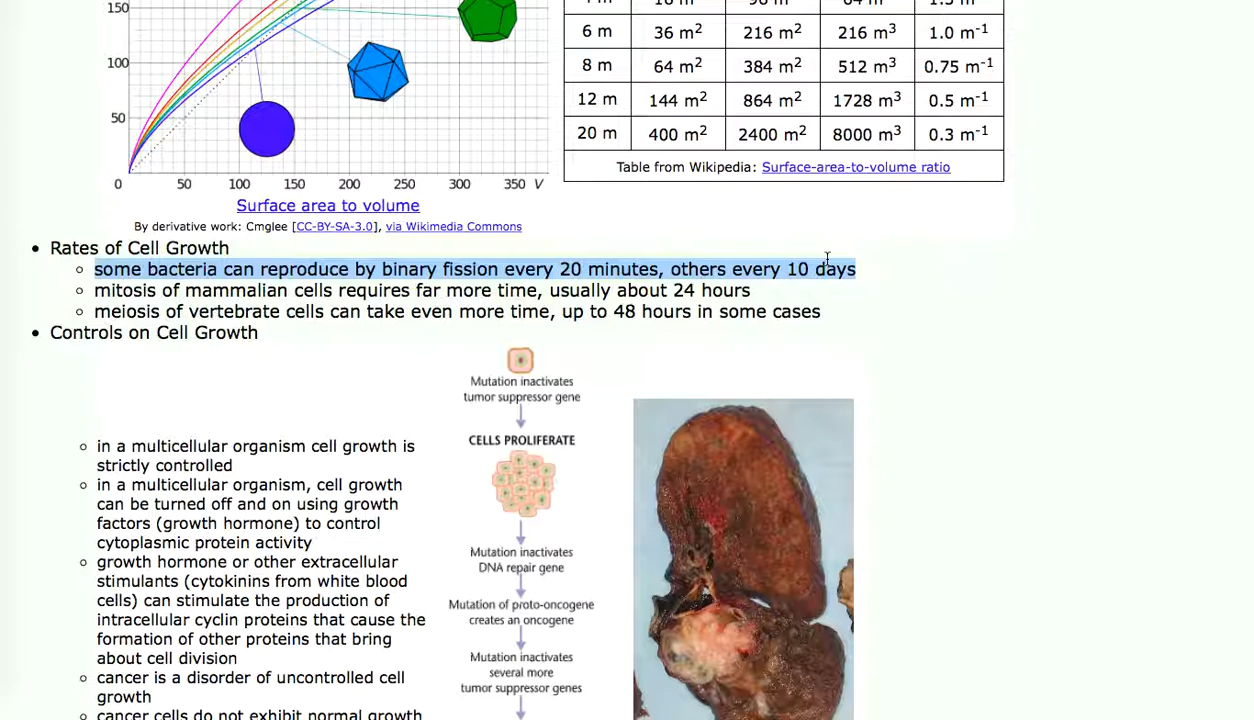 150
100
50
0 50 100 150 200 250 300 350 V
Surface area to volume
By derivative work: Cmglee [CC-BY-SA-3.0], via Wikimedia Commons
6 m 36 m² 216 m² 216 m³ 1.0 m⁻¹
8 m 64 m² 384 m² 512 m³ 0.75 m⁻¹
12 m 144 m² 864 m² 1728 m³ 0.5 m⁻¹
20 m 400 m² 2400 m² 8000 m³ 0.3 m⁻¹
Table from Wikipedia: Surface-area-to-volume ratio
• Rates of Cell Growth
◦ some bacteria can reproduce by binary fission every 20 minutes, others every 10 days
◦ mitosis of mammalian cells requires far more time, usually about 24 hours
◦ meiosis of vertebrate cells can take even more time, up to 48 hours in some cases
• Controls on Cell Growth
◦ in a multicellular organism cell growth is
strictly controlled
◦ in a multicellular organism, cell growth
can be turned off and on using growth
factors (growth hormone) to control
cytoplasmic protein activity
◦ growth hormone or other extracellular
stimulants (cytokinins from white blood
cells) can stimulate the production of
intracellular cyclin proteins that cause the
formation of other proteins that bring
about cell division
◦ cancer is a disorder of uncontrolled cell
growth
◦ cancer cells do not exhibit normal growth
Mutation inactivates
tumor suppressor gene
CELLS PROLIFERATE
Mutation inactivates
DNA repair gene
Mutation of proto-oncogene
creates an oncogene
Mutation inactivates
several more
tumor suppressor genes